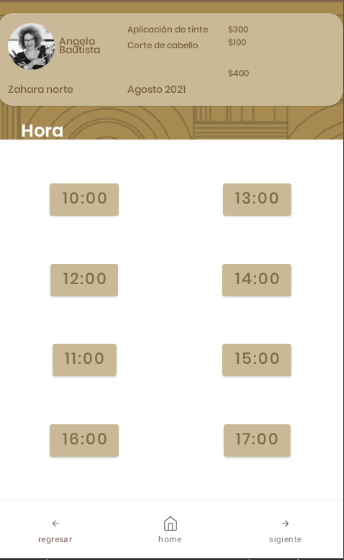 Angela
Bautista
Aplicación de tinte $300
Corte de cabello $100
$400
Zahara norte Agosto 2021
Hora
10:00 13:00
12:00 14:00
11:00 15:00
16:00 17:00
regresar home sigiente